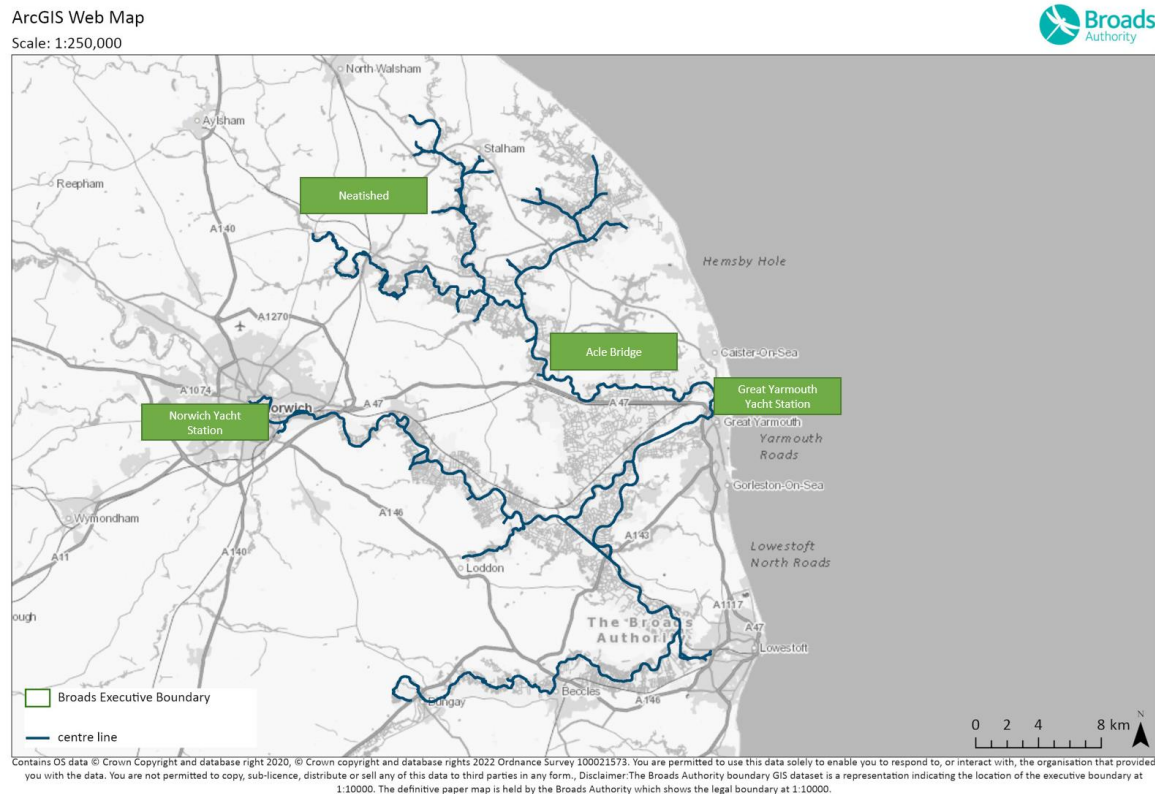 ArcGIS Web Map
Scale: 1:250,000
Broads
Authority
North Walsham
Aylsham
Stalham
Reepham
Neatished
A140
Hemsby Hole
A1270
Acle Bridge
Caister-On-Sea
A1074
A47
Norwich Yacht
Station
orwich
A47
Great Yarmouth
Yacht Station
Great Yarmouth
Yarmouth
Roads
Gorleston-On-Sea
Wymondham
A146
A11
A140
A143
Loddon
Lowestoft
North Roads
A1117
ough
The Broads
Authori
A47
Lowestoft
Beccles
Bungay
A146
Broads Executive Boundary
centre line
0 2 4 8 km
N
Contains OS data © Crown Copyright and database right 2020, © Crown copyright and database rights 2022 Ordnance Survey 100021573. You are permitted to use this data solely to enable you to respond to, or interact with, the organisation that provided
you with the data. You are not permitted to copy, sub-licence, distribute or sell any of this data to third parties in any form., Disclaimer:The Broads Authority boundary GIS dataset is a representation indicating the location of the executive boundary at
1:10000. The definitive paper map is held by the Broads Authority which shows the legal boundary at 1:10000.